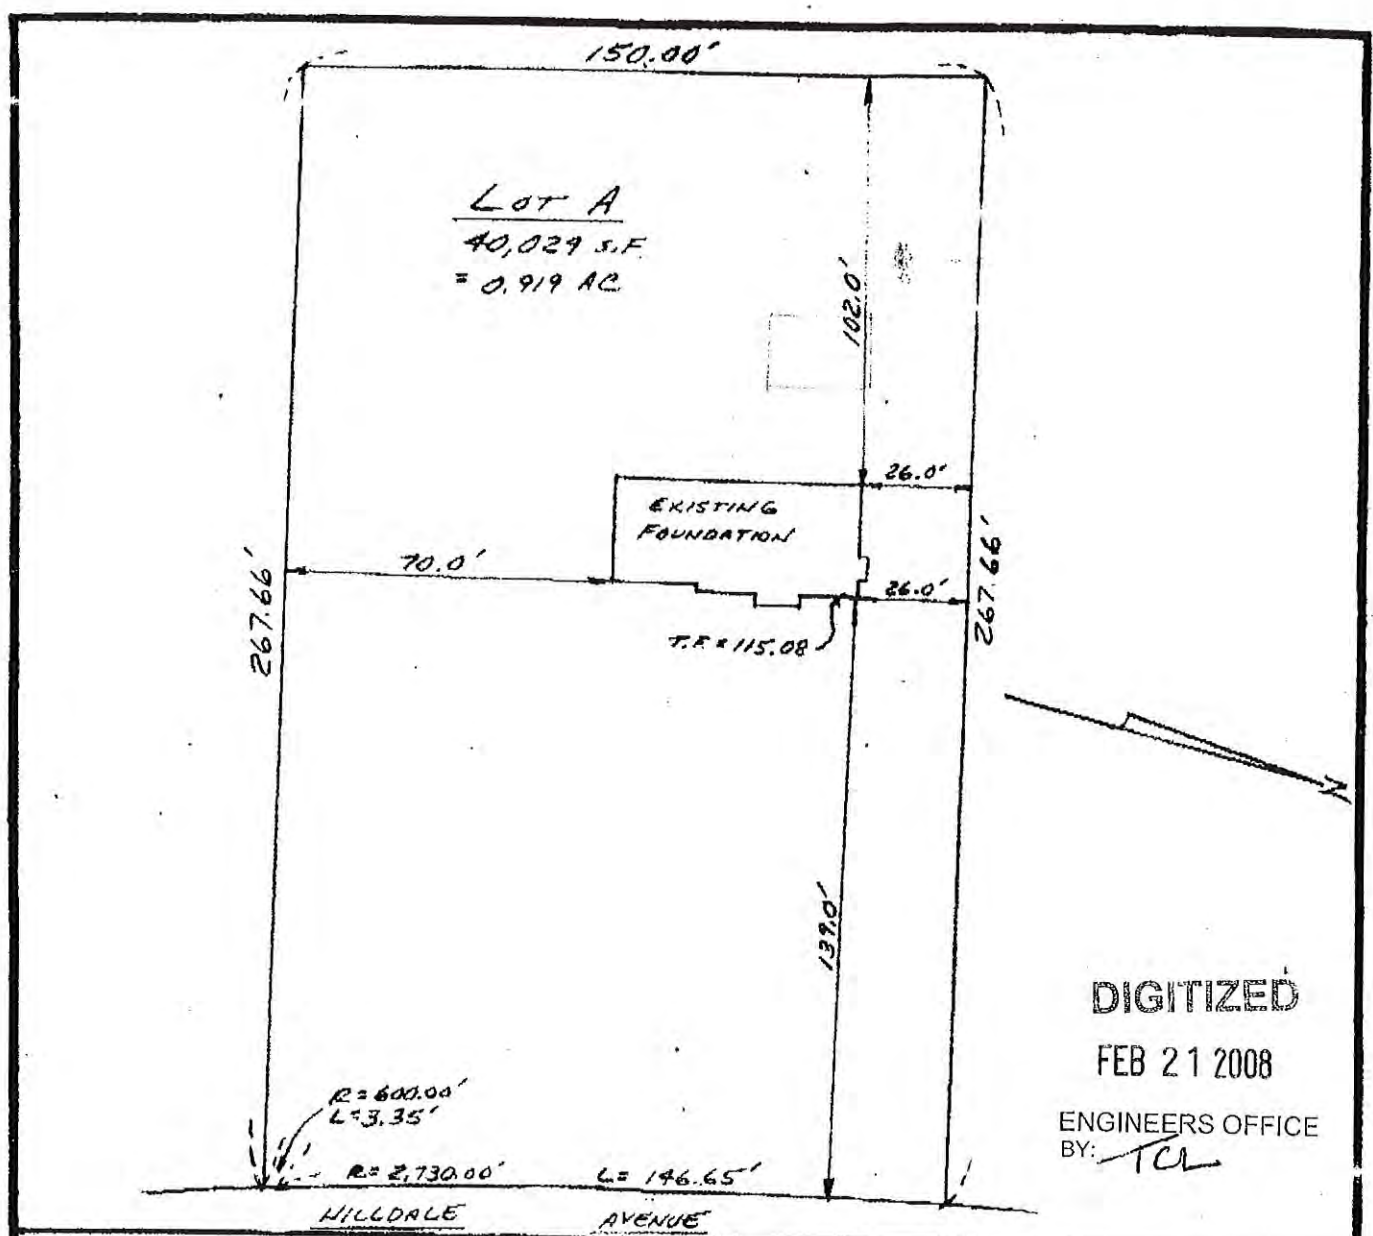 150.00'
LOT A
40,029 S.F.
= 0.919 AC
102.0'
26.0'
EXISTING
FOUNDATION
70.0'
26.0'
267.66'
267.66'
T.F. = 115.08
N
139.0'
DIGITIZED
FEB 21 2008
ENGINEERS OFFICE
BY: TCL
R=600.00'
L=3.35'
R=2,730.00' L=146.65'
HILLDALE AVENUE